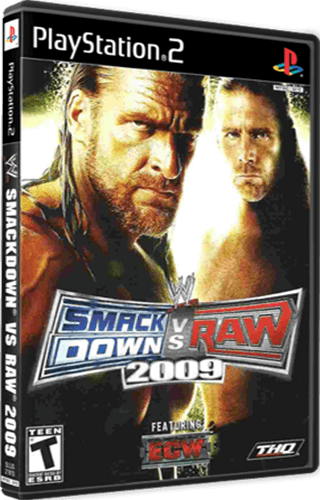 PlayStation®2
PlayStation.2
W
SMACKDOWN® VS RAW® 2009
W
SMACK
DOWN
VS
RAW
2009
FEATURING
ECW
TEEN
T
ESRB
THQ